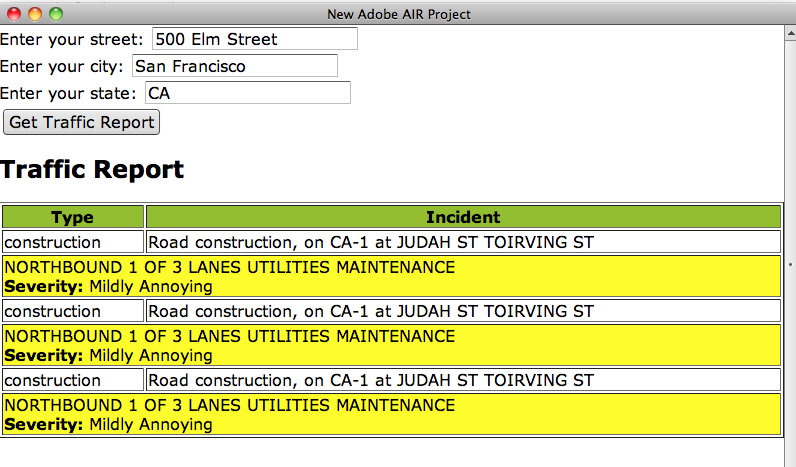 New Adobe AIR Project
Enter your street: 500 Elm Street
Enter your city: San Francisco
Enter your state: CA
Get Traffic Report
Traffic Report
Type Incident
construction Road construction, on CA-1 at JUDAH ST TOIRVING ST
NORTHBOUND 1 OF 3 LANES UTILITIES MAINTENANCE
Severity: Mildly Annoying
construction Road construction, on CA-1 at JUDAH ST TOIRVING ST
NORTHBOUND 1 OF 3 LANES UTILITIES MAINTENANCE
Severity: Mildly Annoying
construction Road construction, on CA-1 at JUDAH ST TOIRVING ST
NORTHBOUND 1 OF 3 LANES UTILITIES MAINTENANCE
Severity: Mildly Annoying